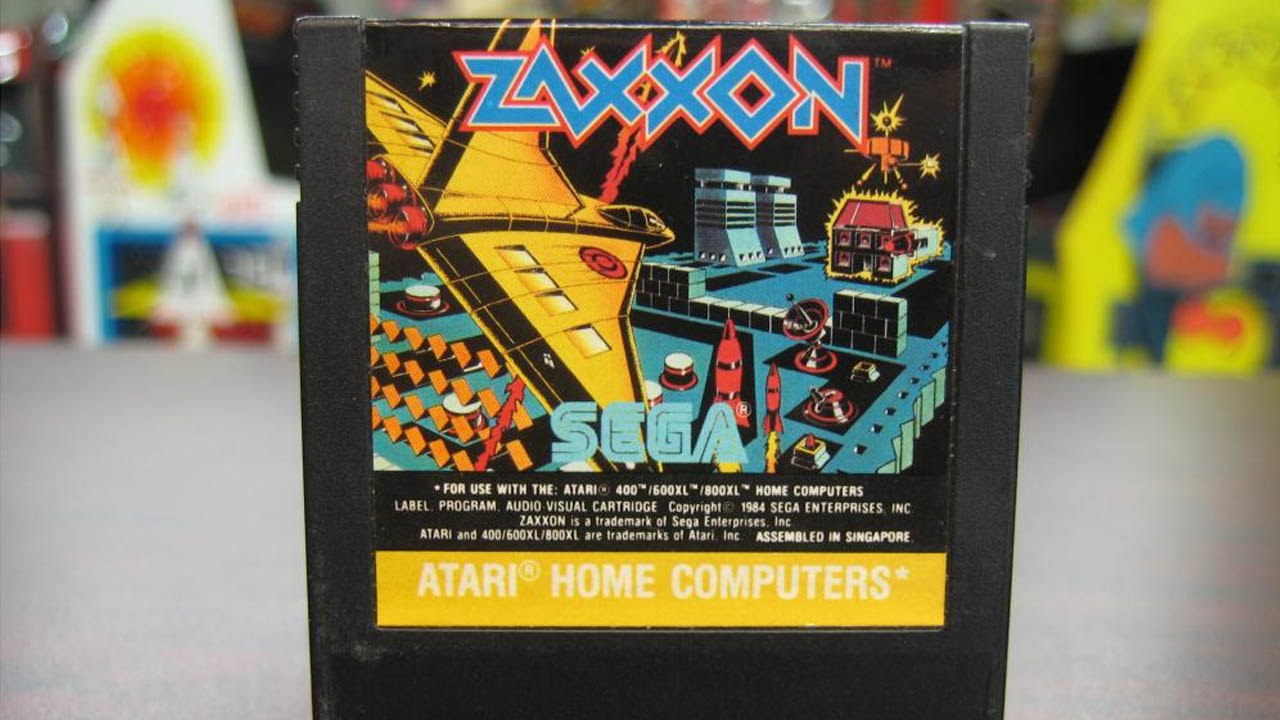 ZAXXON™
SEGA®
*FOR USE WITH THE: ATARI® 400™/600XL™/800XL™ HOME COMPUTERS
LABEL, PROGRAM, AUDIO-VISUAL CARTRIDGE Copyright© 1984 SEGA ENTERPRISES, INC.
ZAXXON is a trademark of Sega Enterprises, Inc.
ATARI and 400/600XL/800XL are trademarks of Atari, Inc. ASSEMBLED IN SINGAPORE.
ATARI® HOME COMPUTERS*